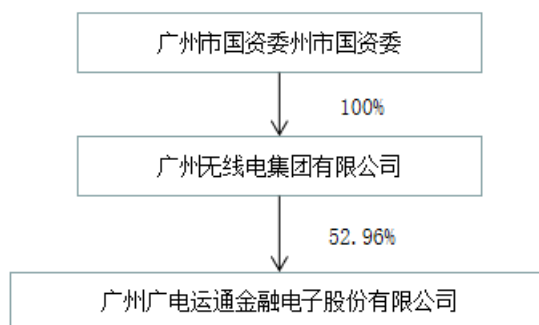 广州市国资委州市国资委
100%
广州无线电集团有限公司
52.96%
广州广电运通金融电子股份有限公司